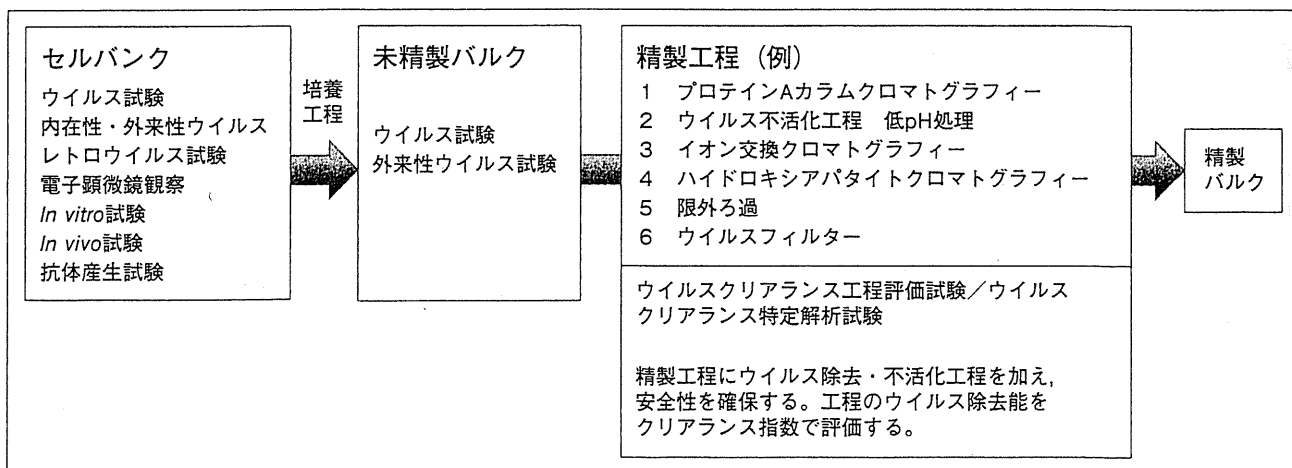 セルバンク
ウイルス試験
内在性・外来性ウイルス
レトロウイルス試験
電子顕微鏡観察
In vitro試験
In vivo試験
抗体産生試験
培養
工程
未精製バルク
ウイルス試験
外来性ウイルス試験
精製工程（例）
1 プロテインAカラムクロマトグラフィー
2 ウイルス不活化工程 低pH処理
3 イオン交換クロマトグラフィー
4 ハイドロキシアパタイトクロマトグラフィー
5 限外ろ過
6 ウイルスフィルター
ウイルスクリアランス工程評価試験／ウイルス
クリアランス特定解析試験
精製工程にウイルス除去・不活化工程を加え，
安全性を確保する。工程のウイルス除去能を
クリアランス指数で評価する。
精製
バルク